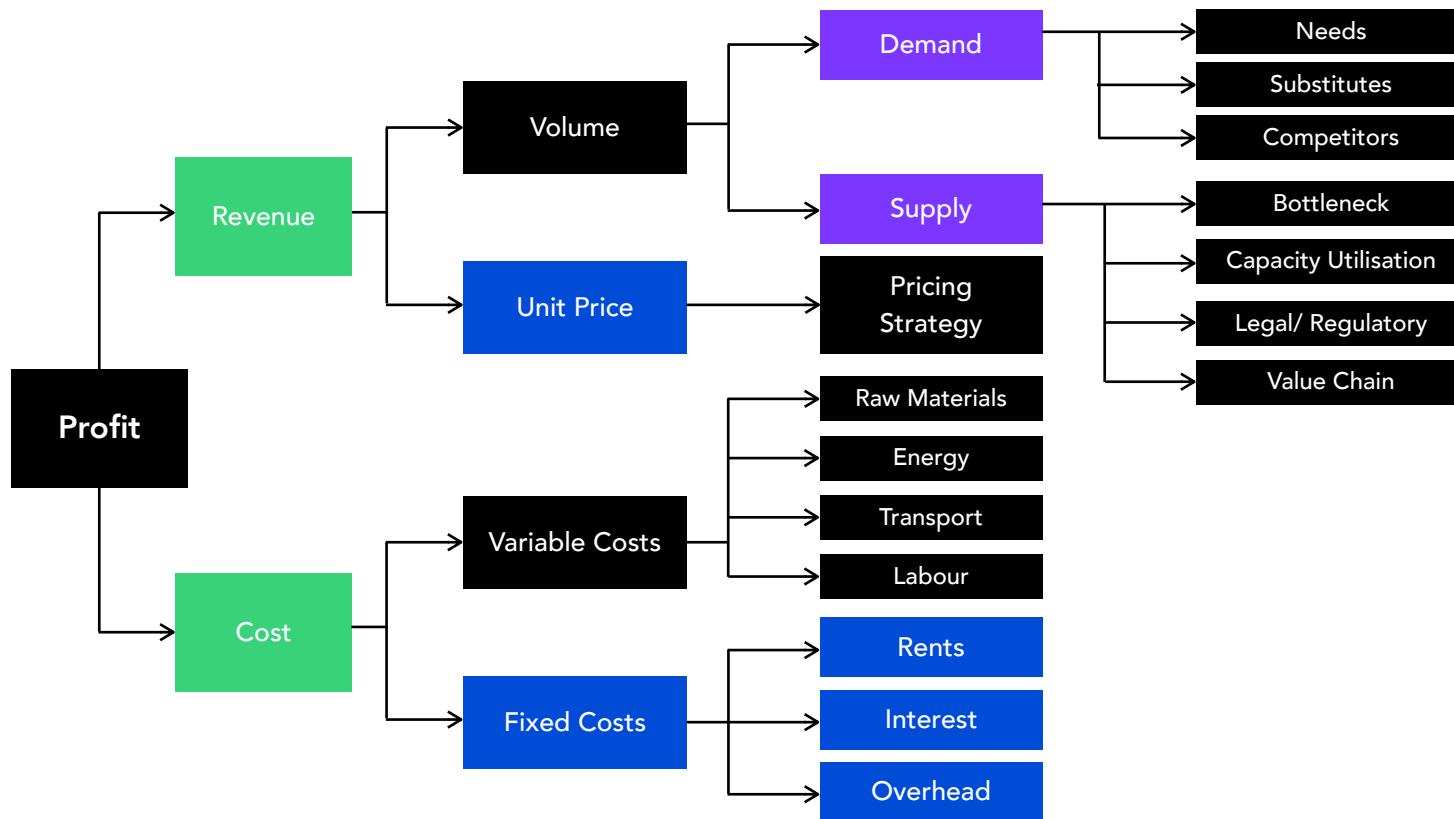 Profit
Revenue
Cost
Volume
Unit Price
Variable Costs
Fixed Costs
Demand
Supply
Pricing
Strategy
Raw Materials
Energy
Transport
Labour
Rents
Interest
Overhead
Needs
Substitutes
Competitors
Bottleneck
Capacity Utilisation
Legal/ Regulatory
Value Chain